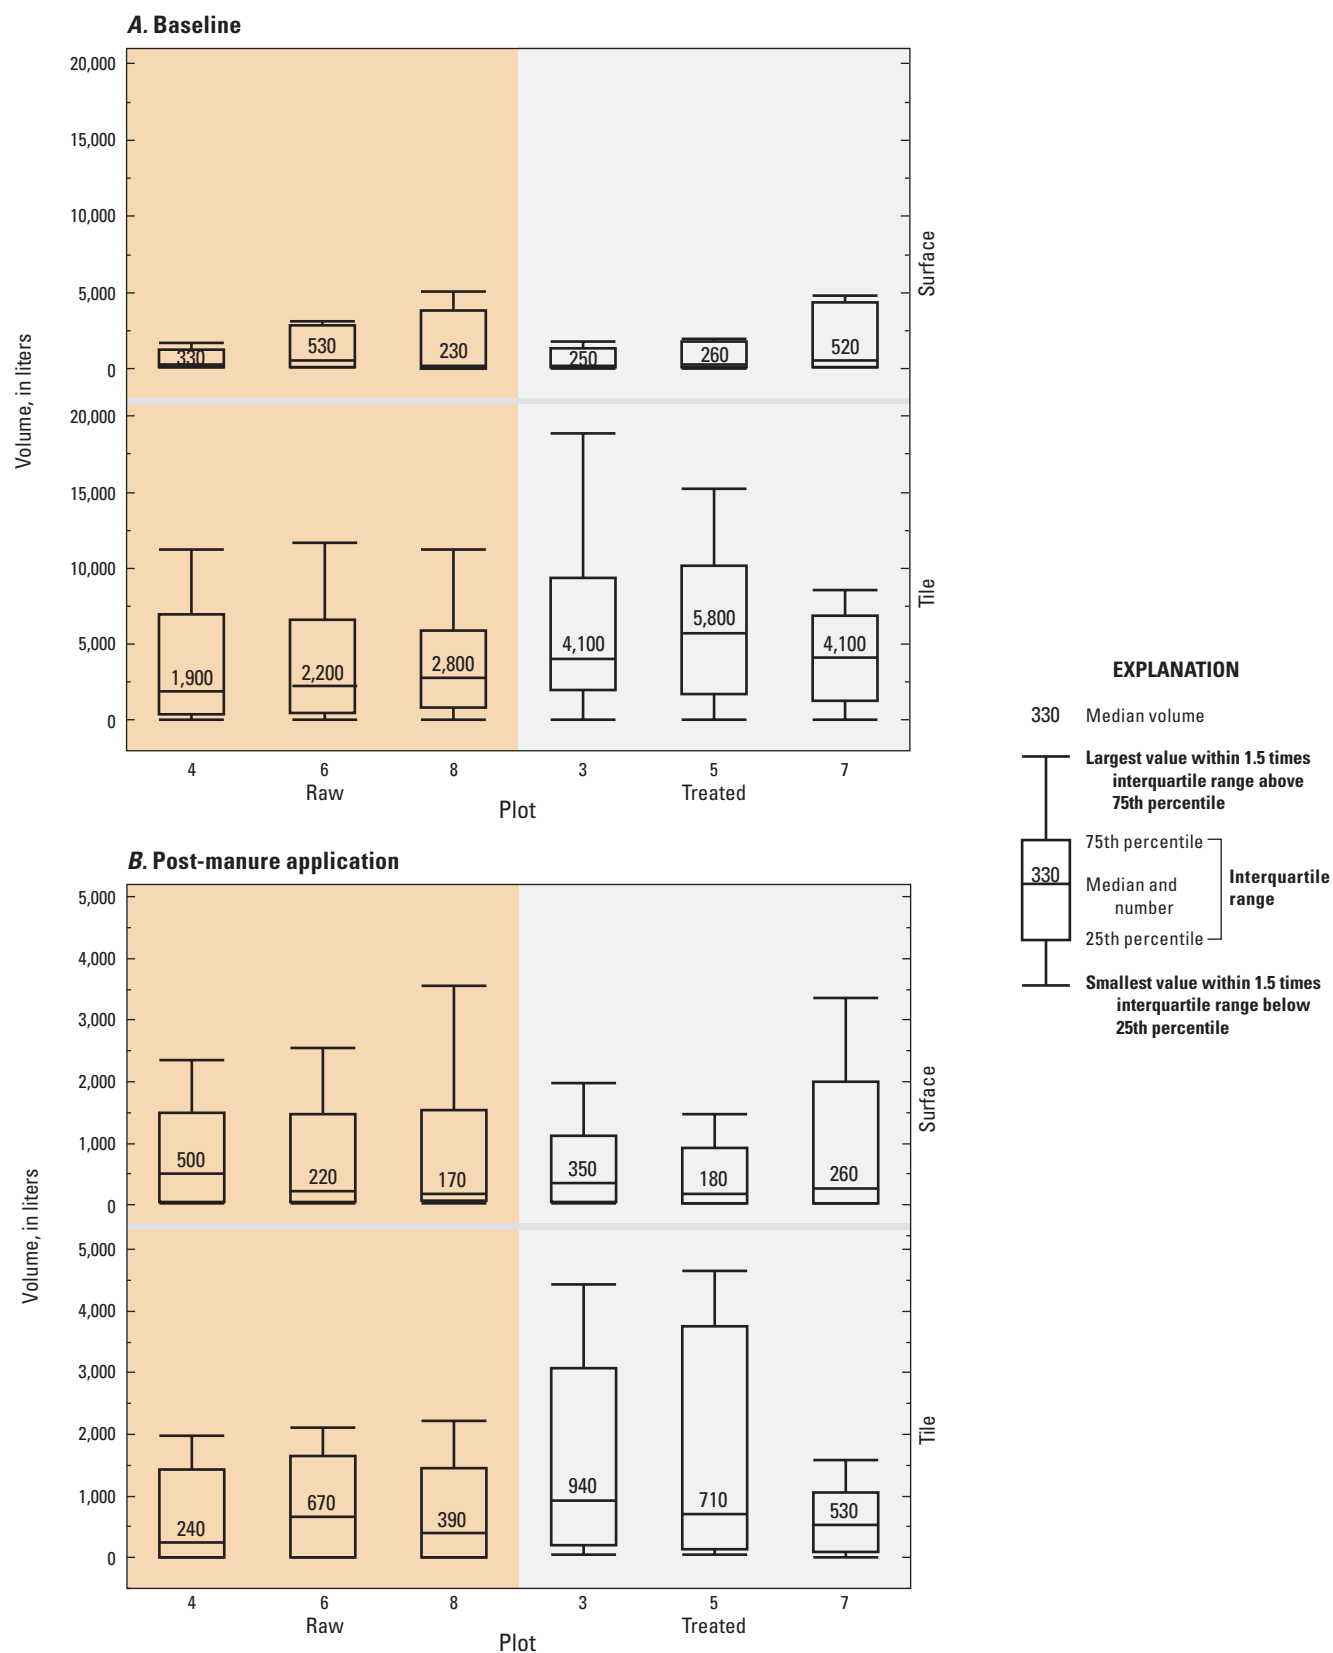 A. Baseline
20,000
15,000
10,000
5,000
0
330
530
230
250
260
520
Surface
Volume, in liters
20,000
15,000
10,000
5,000
0
1,900
2,200
2,800
4,100
5,800
4,100
Tile
4 6 8 3 5 7
Raw Treated
Plot
B. Post-manure application
5,000
4,000
3,000
2,000
1,000
0
500
220
170
350
180
260
Surface
Volume, in liters
5,000
4,000
3,000
2,000
1,000
0
240
670
390
940
710
530
Tile
4 6 8 3 5 7
Raw Treated
Plot
EXPLANATION
330 Median volume
Largest value within 1.5 times
interquartile range above
75th percentile
75th percentile
330
Median and
number
25th percentile
Interquartile
range
Smallest value within 1.5 times
interquartile range below
25th percentile